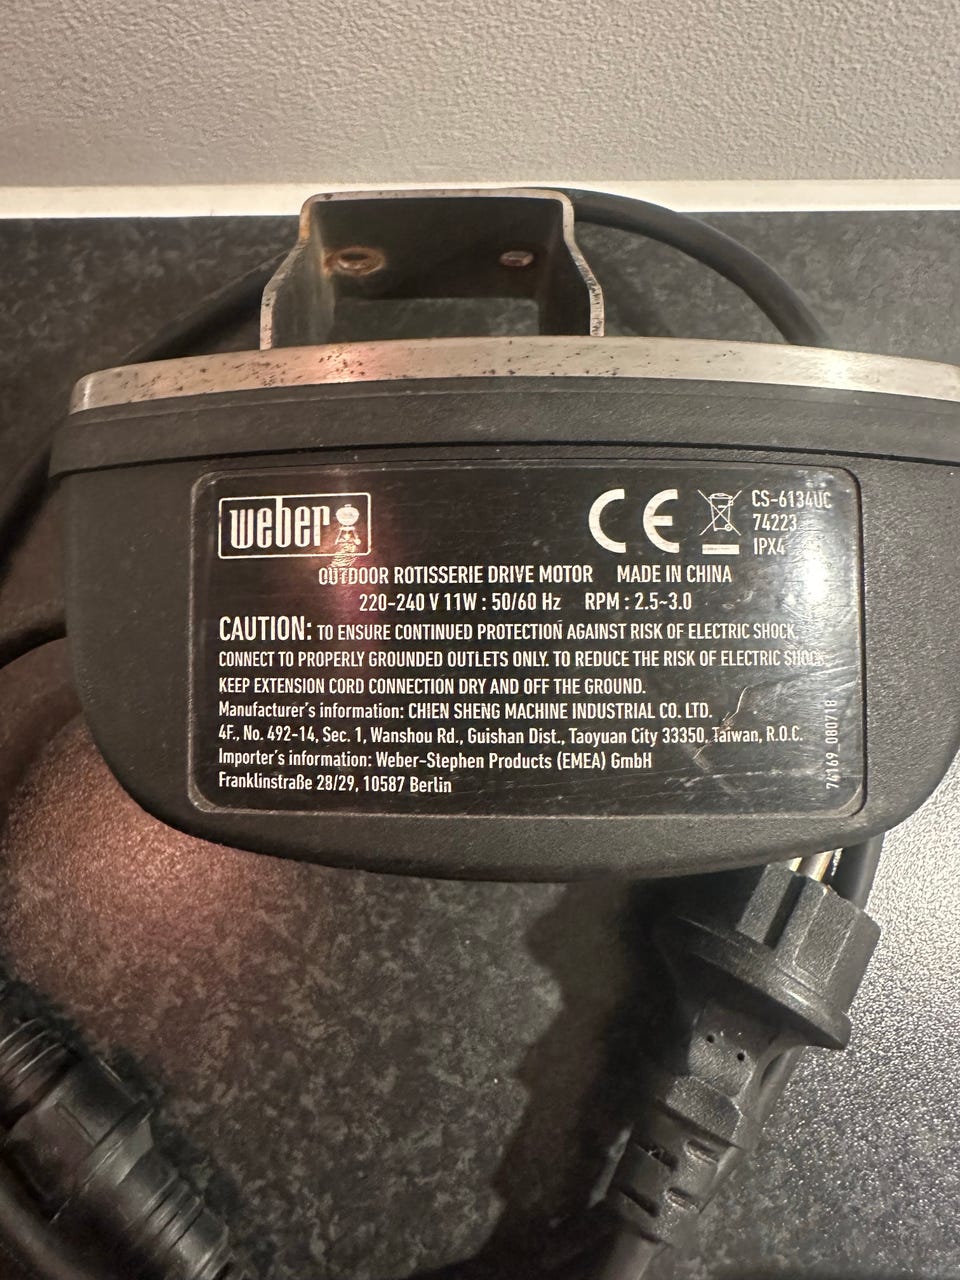 weber
CE
CS-6134UC
74223
IPX4
OUTDOOR ROTISSERIE DRIVE MOTOR MADE IN CHINA
220-240 V 11W : 50/60 Hz RPM : 2.5~3.0
CAUTION: TO ENSURE CONTINUED PROTECTION AGAINST RISK OF ELECTRIC SHOCK,
CONNECT TO PROPERLY GROUNDED OUTLETS ONLY. TO REDUCE THE RISK OF ELECTRIC SHOCK,
KEEP EXTENSION CORD CONNECTION DRY AND OFF THE GROUND.
Manufacturer's information: CHIEN SHENG MACHINE INDUSTRIAL CO. LTD.
4F., No. 492-14, Sec. 1, Wanshou Rd., Guishan Dist., Taoyuan City 33350, Taiwan, R.O.C.
Importer's information: Weber-Stephen Products (EMEA) GmbH
Franklinstraße 28/29, 10587 Berlin
74169_080718